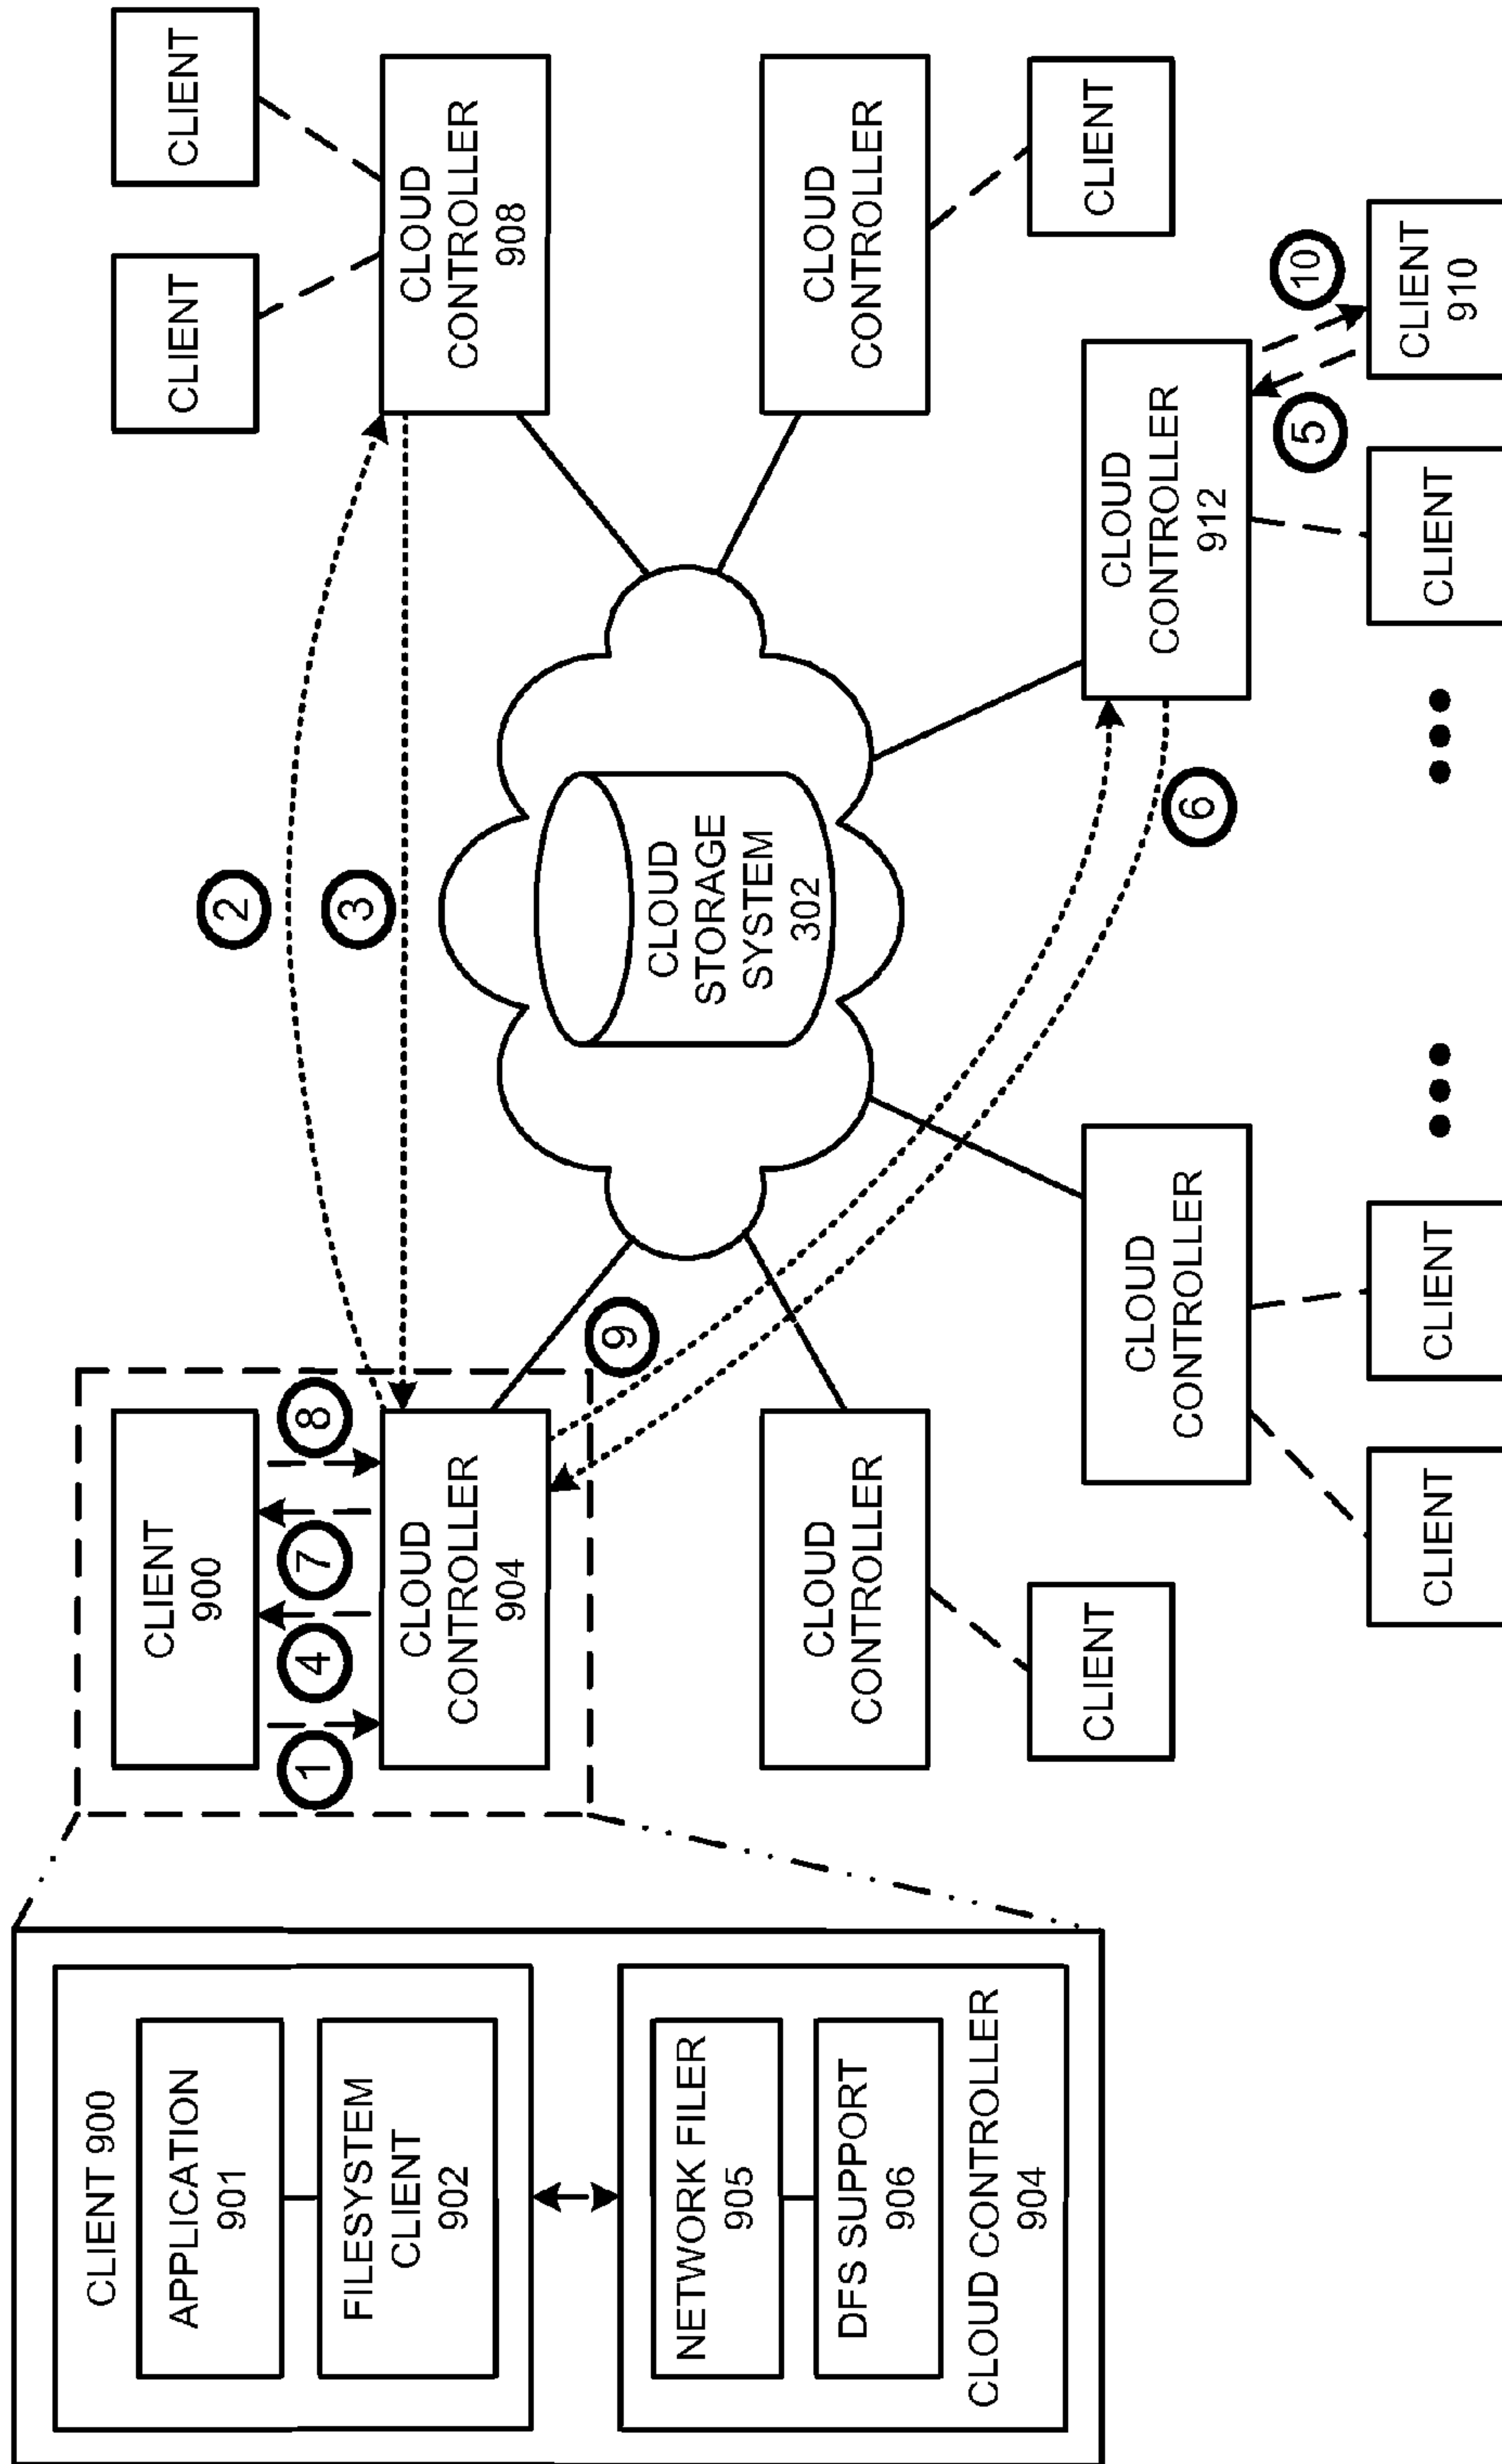 CLIENT 900
APPLICATION
901
FILESYSTEM
CLIENT
902
NETWORK FILER
905
DFS SUPPORT
906
CLOUD CONTROLLER
904
CLIENT
900
1
4
7
8
CLOUD
CONTROLLER
904
2
3
9
CLIENT
CLIENT
CLOUD
CONTROLLER
908
CLOUD
STORAGE
SYSTEM
302
CLOUD
CONTROLLER
CLIENT
CLOUD
CONTROLLER
CLIENT
CLOUD
CONTROLLER
CLIENT
CLIENT
6
CLOUD
CONTROLLER
912
5
10
CLIENT
CLIENT
910